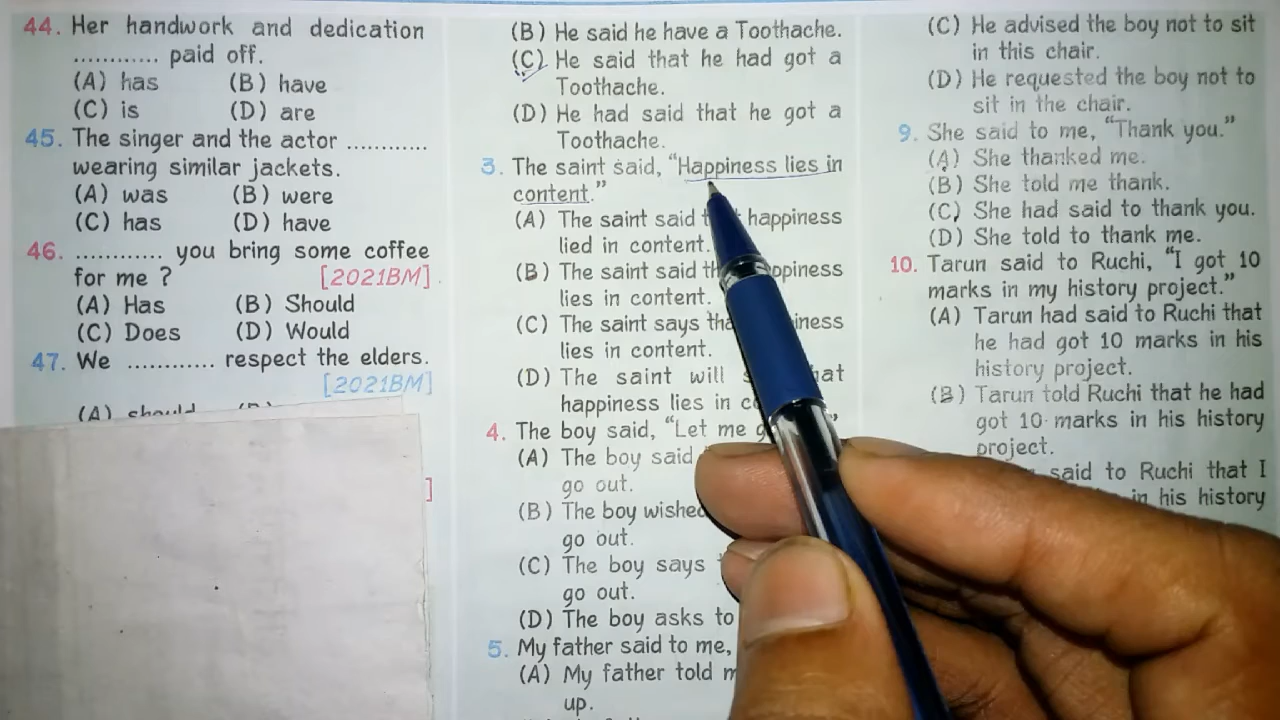 44. Her handwork and dedication
............ paid off.
(A) has (B) have
(C) is (D) are
45. The singer and the actor ............
wearing similar jackets.
(A) was (B) were
(C) has (D) have
46. ............ you bring some coffee
for me ? [2021BM]
(A) Has (B) Should
(C) Does (D) Would
47. We ............ respect the elders.
[2021BM]
(A) should
]
(B) He said he have a Toothache.
(C) He said that he had got a
Toothache.
(D) He had said that he got a
Toothache.
3. The saint said, “Happiness lies in
content.”
(A) The saint said happiness
lied in content.
(B) The saint said
lies in content.
(C) The saint says
lies in content.
(D) The saint will
happiness lies in
4. The boy said, “Let me
(A) The boy said
go out.
(B) The boy wished
go out.
(C) The boy says
go out.
(D) The boy asks to
5. My father said to me,
(A) My father told
up.
(C) He advised the boy not to sit
in this chair.
(D) He requested the boy not to
sit in the chair.
9. She said to me, “Thank you.”
(A) She thanked me.
(B) She told me thank.
(C) She had said to thank you.
(D) She told to thank me.
10. Tarun said to Ruchi, “I got 10
marks in my history project.”
(A) Tarun had said to Ruchi that
he had got 10 marks in his
history project.
(B) Tarun told Ruchi that he had
got 10 marks in his history
project.
said to Ruchi that I
in his history